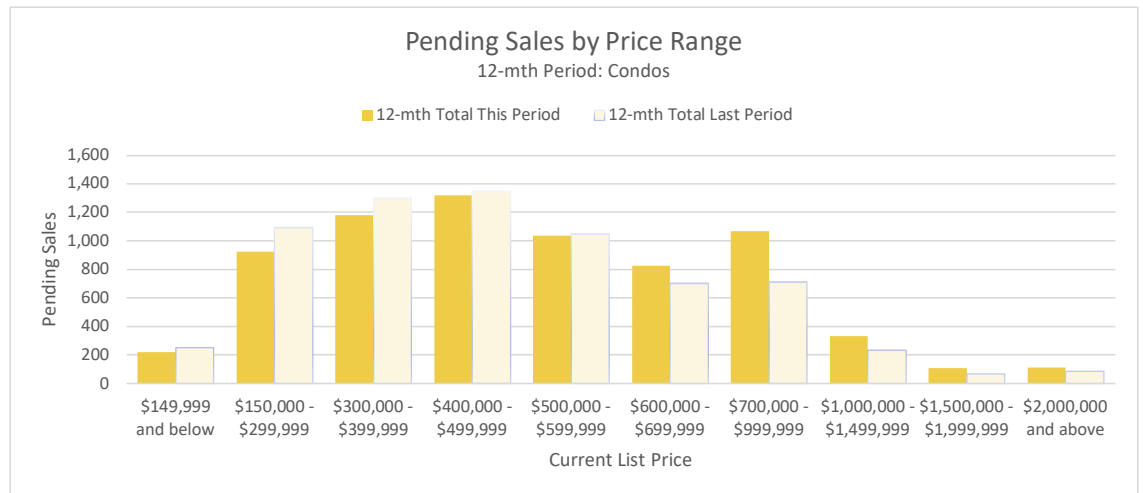 Pending Sales by Price Range
12-mth Period: Condos
12-mth Total This Period 12-mth Total Last Period
1,600
1,400
1,200
1,000
800
600
400
200
0
Pending Sales
$149,999 $150,000 - $300,000 - $400,000 - $500,000 - $600,000 - $700,000 - $1,000,000 - $1,500,000 - $2,000,000
and below $299,999 $399,999 $499,999 $599,999 $699,999 $999,999 $1,499,999 $1,999,999 and above
Current List Price